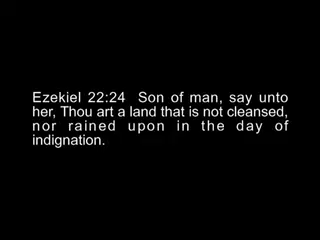 Ezekiel 22:24 Son of man, say unto
her, Thou art a land that is not cleansed,
nor rained upon in the day of
indignation.